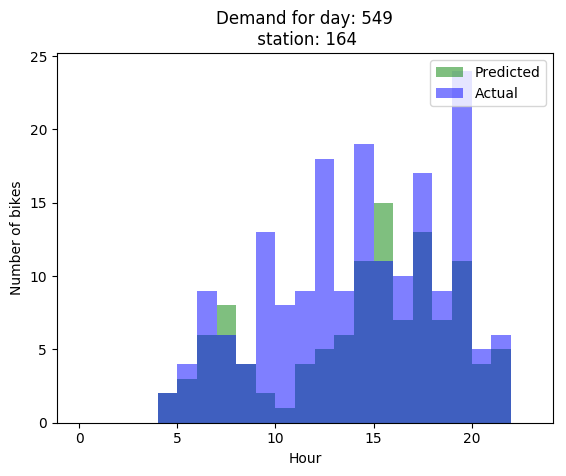 Demand for day: 549
station: 164
Predicted
Actual
Number of bikes
25
20
15
10
5
0
0 5 10 15 20
Hour